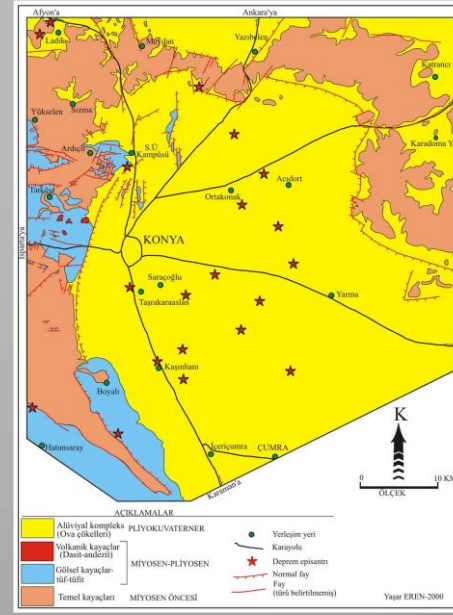 Afyon'a
Ankara'ya
Ladik
Meydan
Yazıbelen
Katrancı
Yükselen
Sızma
Ardıçlı
S.Ü
Kampüsü
Karadoma Y
Tatköy
Ortakonak
Acıdort
Isparta'ya
KONYA
Saraçoğlu
Taşrakaraaslan
Yarma
Kaşınhanı
Boyalı
Hatunsaray
İçeriçumra
ÇUMRA
Karaman'a
K
0 10 KM
ÖLÇEK
AÇIKLAMALAR
Alüviyal kompleks
(Ova çökelleri)
PLİYOKUVATERNER
Volkanik kayaçlar
(Dasit-andezit)
MİYOSEN-PLİYOSEN
Gölsel kayaçlar-
tüf-tüfit
Temel kayaçları
MİYOSEN ÖNCESİ
Yerleşim yeri
Karayolu
Deprem episantrı
Normal fay
Fay
(türü belirtilmemiş)
Yaşar EREN-2000